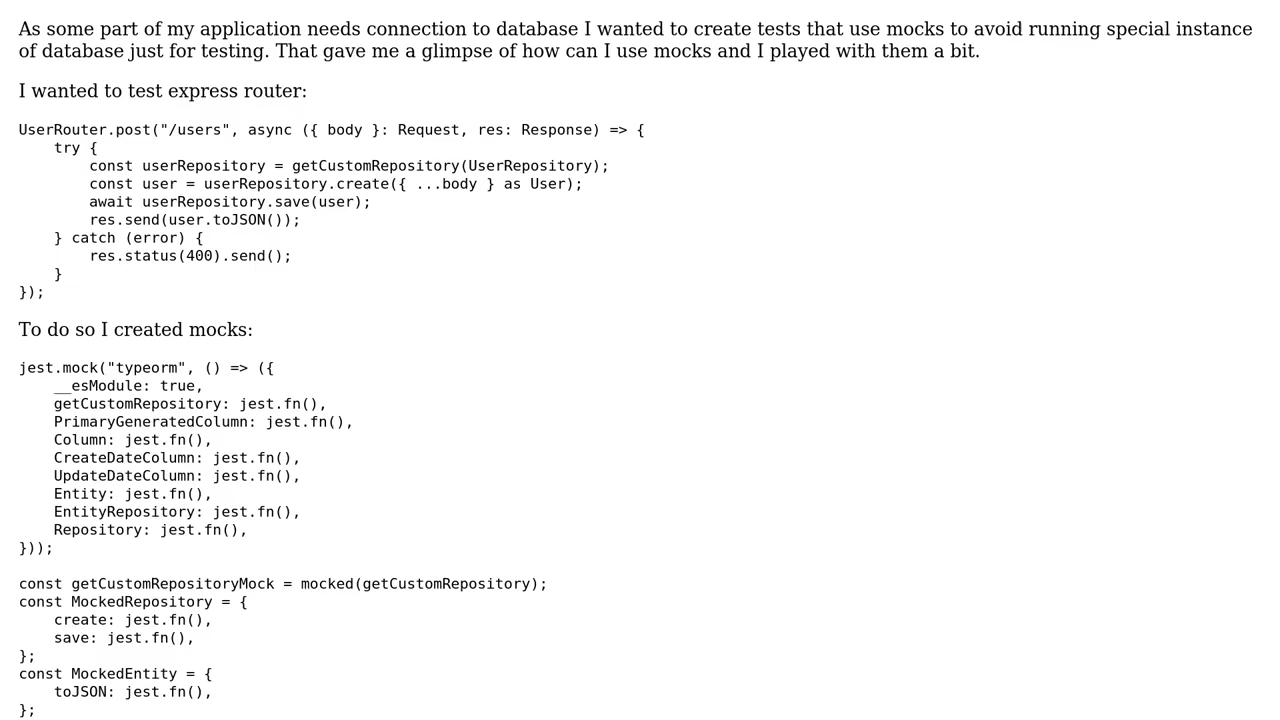 As some part of my application needs connection to database I wanted to create tests that use mocks to avoid running special instance
of database just for testing. That gave me a glimpse of how can I use mocks and I played with them a bit.
I wanted to test express router:
UserRouter.post("/users", async ({ body }: Request, res: Response) => {
    try {
        const userRepository = getCustomRepository(UserRepository);
        const user = userRepository.create({ ...body } as User);
        await userRepository.save(user);
        res.send(user.toJSON());
    } catch (error) {
        res.status(400).send();
    }
});
To do so I created mocks:
jest.mock("typeorm", () => ({
    __esModule: true,
    getCustomRepository: jest.fn(),
    PrimaryGeneratedColumn: jest.fn(),
    Column: jest.fn(),
    CreateDateColumn: jest.fn(),
    UpdateDateColumn: jest.fn(),
    Entity: jest.fn(),
    EntityRepository: jest.fn(),
    Repository: jest.fn(),
}));
const getCustomRepositoryMock = mocked(getCustomRepository);
const MockedRepository = {
    create: jest.fn(),
    save: jest.fn(),
};
const MockedEntity = {
    toJSON: jest.fn(),
};